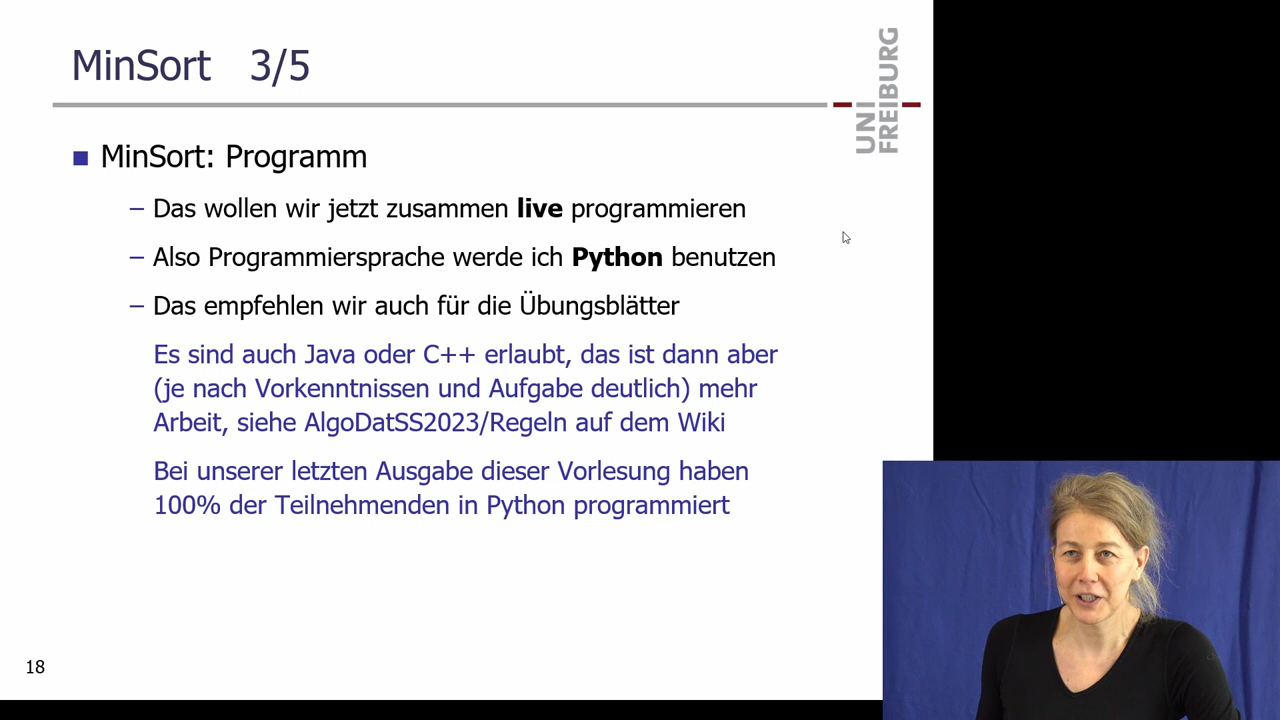 MinSort 3/5
UNI
FREIBURG
MinSort: Programm
– Das wollen wir jetzt zusammen live programmieren
– Also Programmiersprache werde ich Python benutzen
– Das empfehlen wir auch für die Übungsblätter
Es sind auch Java oder C++ erlaubt, das ist dann aber
(je nach Vorkenntnissen und Aufgabe deutlich) mehr
Arbeit, siehe AlgoDatSS2023/Regeln auf dem Wiki
Bei unserer letzten Ausgabe dieser Vorlesung haben
100% der Teilnehmenden in Python programmiert
18